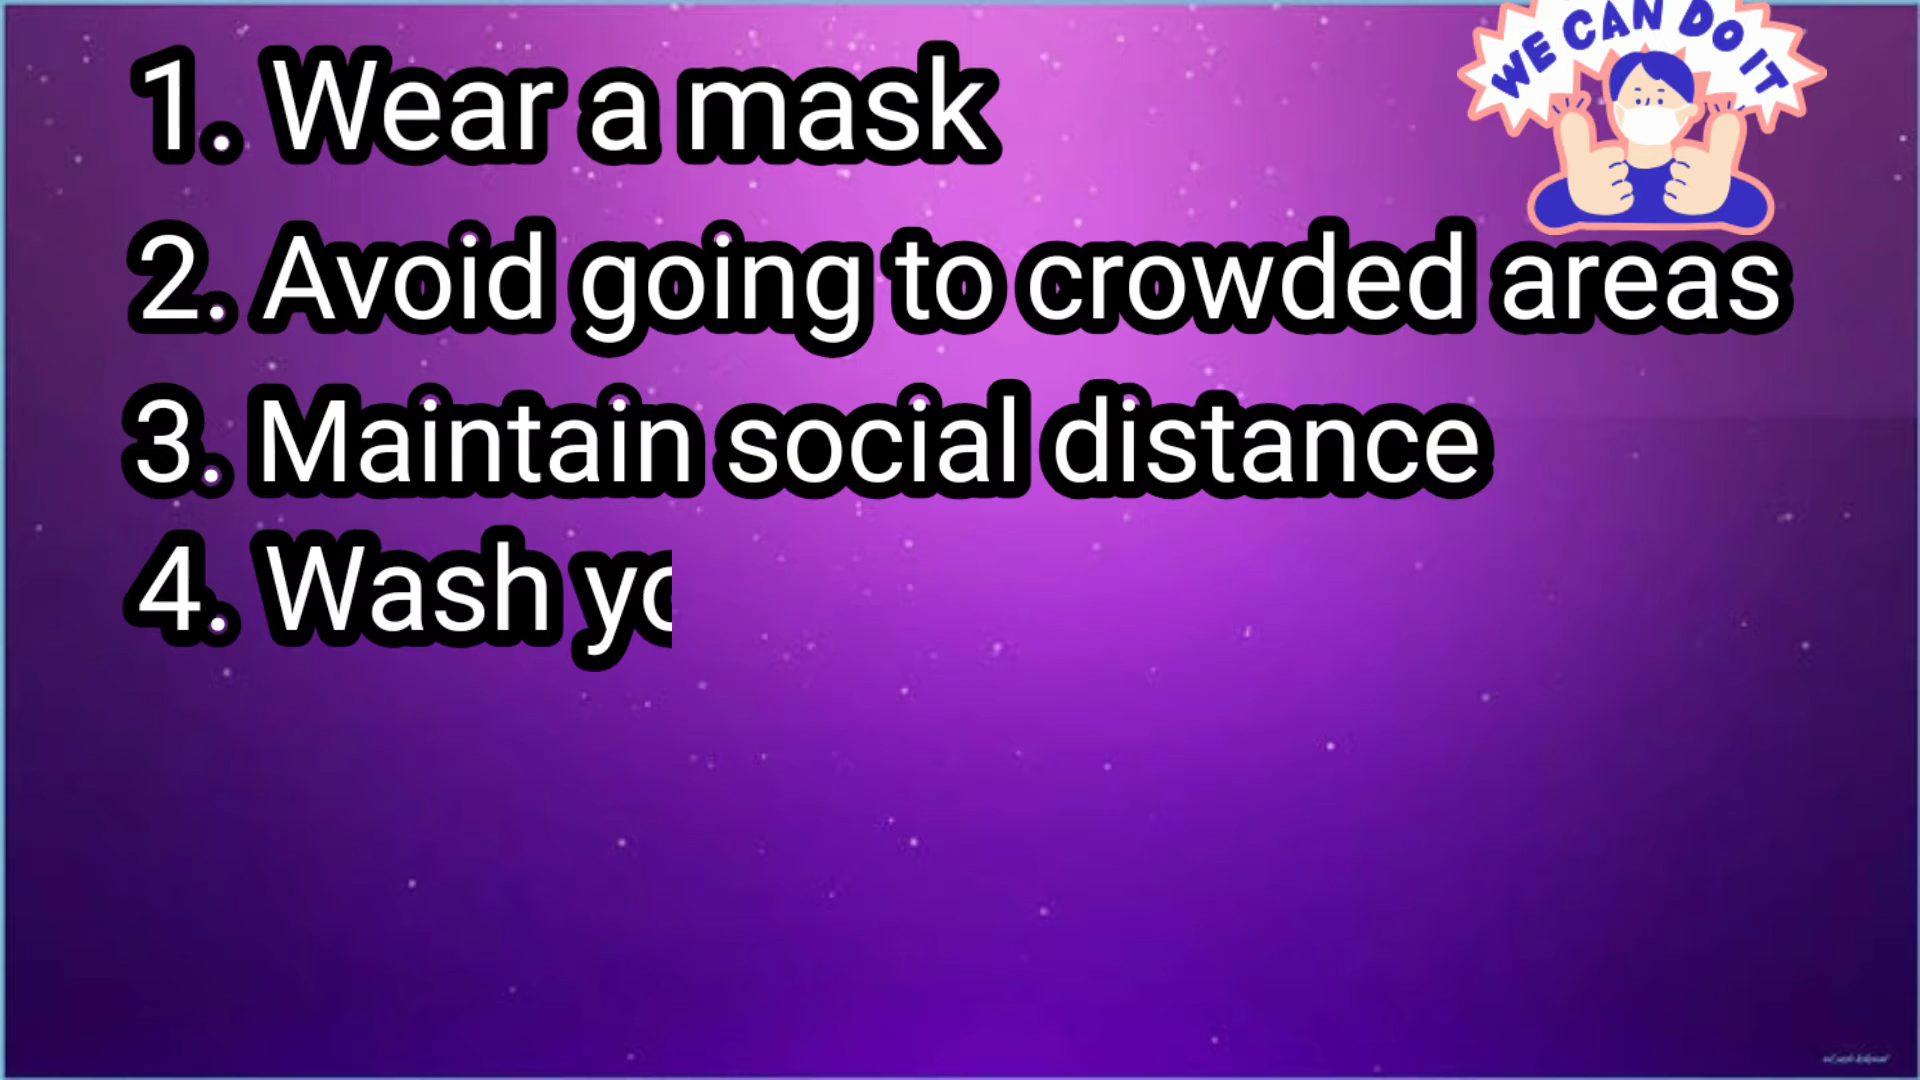 WE CAN DO IT
1. Wear a mask
2. Avoid going to crowded areas
3. Maintain social distance
4. Wash yo